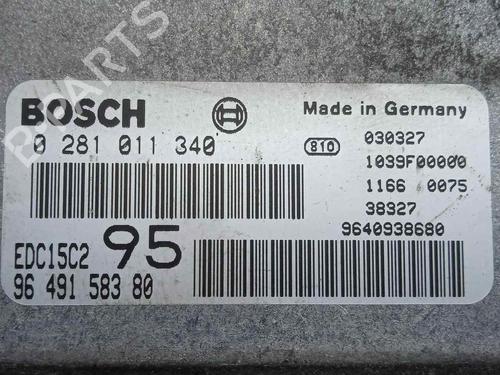 B-PARTS
BOSCH
Made in Germany
0 281 011 340
810
030327
1039F00000
1166 0075
38327
9640938680
EDC15C2
95
96 491 583 80